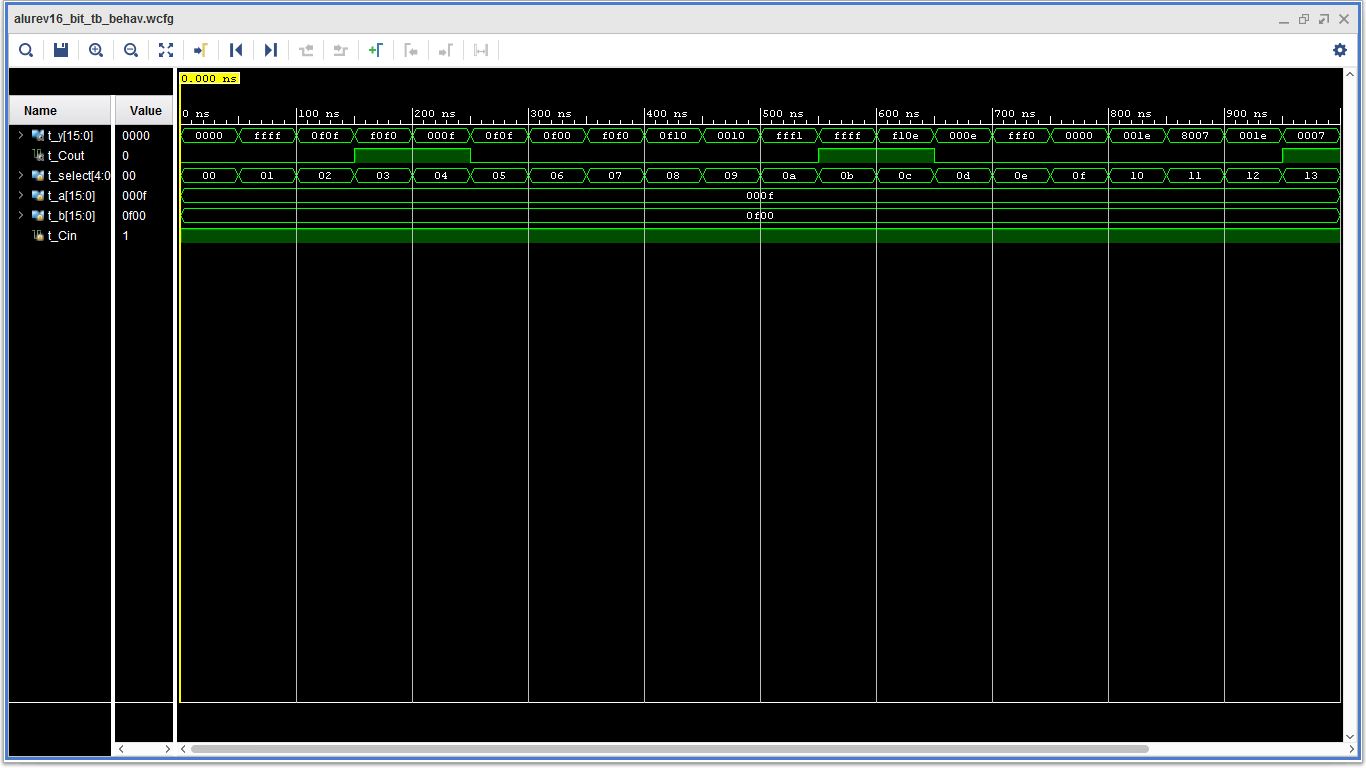 alurev16_bit_tb_behav.wcfg
0.000 ns
Name Value
0 ns 100 ns 200 ns 300 ns 400 ns 500 ns 600 ns 700 ns 800 ns 900 ns
t_y[15:0] 0000 0000 ffff 0f0f f0f0 000f 0f0f 0f00 f0f0 0f10 0010 fff1 ffff f10e 000e fff0 0000 001e 8007 001e 0007
t_Cout 0
t_select[4:0 00 00 01 02 03 04 05 06 07 08 09 0a 0b 0c 0d 0e 0f 10 11 12 13
t_a[15:0] 000f 000f
t_b[15:0] 0f00 0f00
t_Cin 1